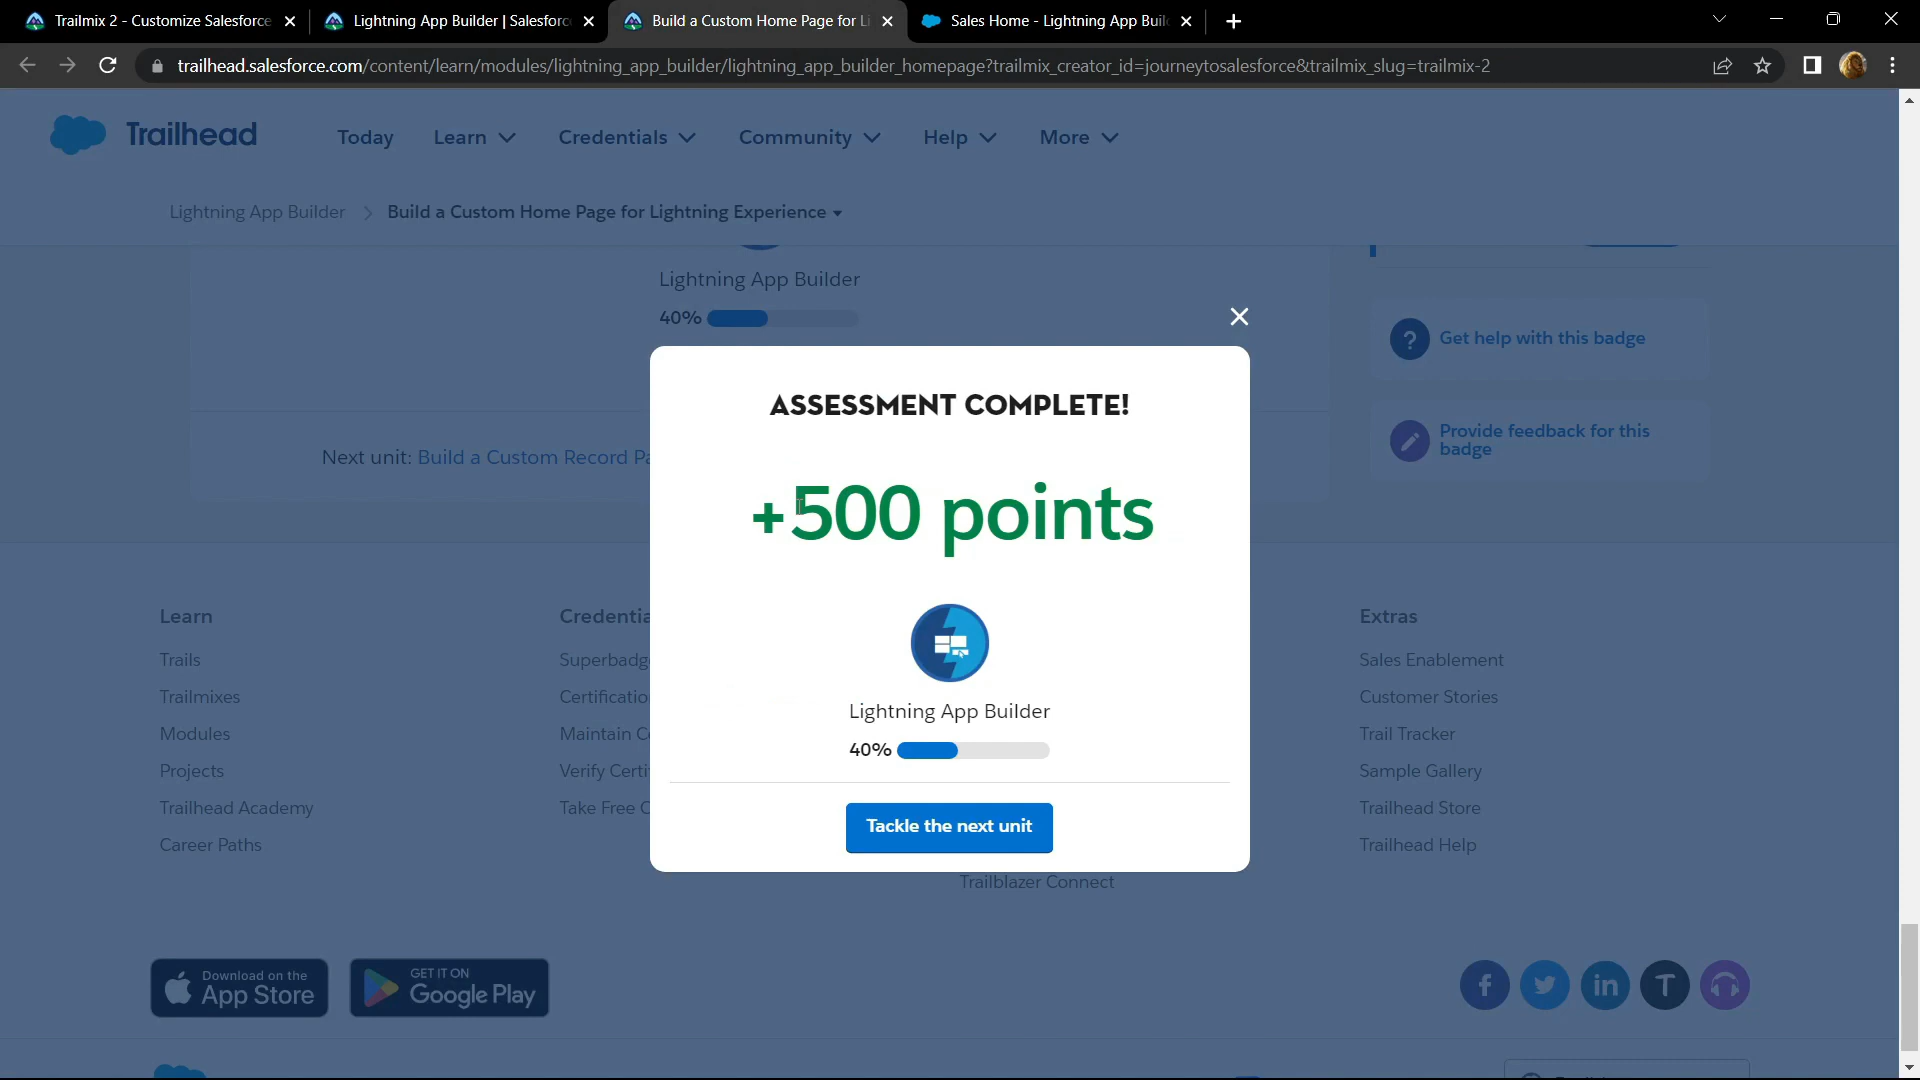 Trailmix 2 - Customize Salesforce
Lightning App Builder | Salesforc
Build a Custom Home Page for Li
Sales Home - Lightning App Buil
trailhead.salesforce.com/content/learn/modules/lightning_app_builder/lightning_app_builder_homepage?trailmix_creator_id=journeytosalesforce&trailmix_slug=trailmix-2
Trailhead
Today
Learn
Credentials
Community
Help
More
Lightning App Builder > Build a Custom Home Page for Lightning Experience
Lightning App Builder
40%
Get help with this badge
Provide feedback for this
badge
Next unit: Build a Custom Record Pa
ASSESSMENT COMPLETE!
+500 points
Lightning App Builder
40%
Tackle the next unit
Learn
Trails
Trailmixes
Modules
Projects
Trailhead Academy
Career Paths
Credentia
Superbadg
Certificatio
Maintain C
Verify Certi
Take Free C
Trailblazer Connect
Extras
Sales Enablement
Customer Stories
Trail Tracker
Sample Gallery
Trailhead Store
Trailhead Help
Download on the
App Store
GET IT ON
Google Play